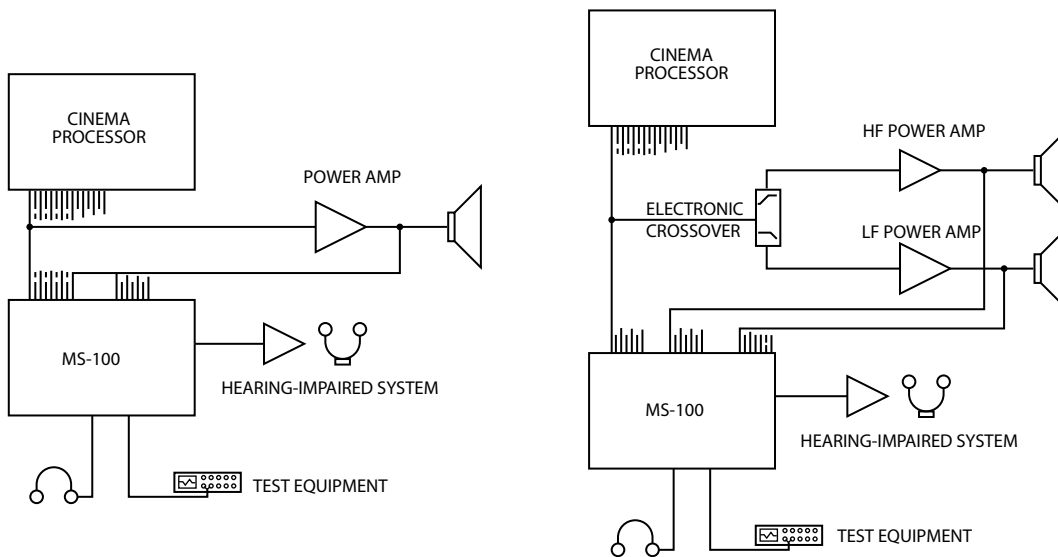 CINEMA
PROCESSOR
POWER AMP
MS-100
HEARING-IMPAIRED SYSTEM
TEST EQUIPMENT
CINEMA
PROCESSOR
HF POWER AMP
ELECTRONIC
CROSSOVER
LF POWER AMP
MS-100
HEARING-IMPAIRED SYSTEM
TEST EQUIPMENT